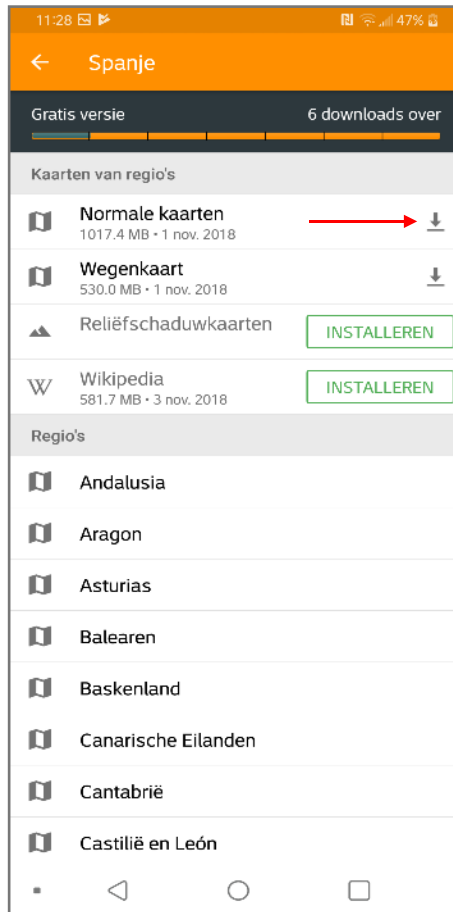 11:28 47%
Spanje
Gratis versie 6 downloads over
Kaarten van regio's
Normale kaarten
1017.4 MB • 1 nov. 2018
Wegenkaart
530.0 MB • 1 nov. 2018
Reliëfschaduwkaarten INSTALLEREN
Wikipedia INSTALLEREN
581.7 MB • 3 nov. 2018
Regio's
Andalusia
Aragon
Asturias
Balearen
Baskenland
Canarische Eilanden
Cantabrië
Castilië en León